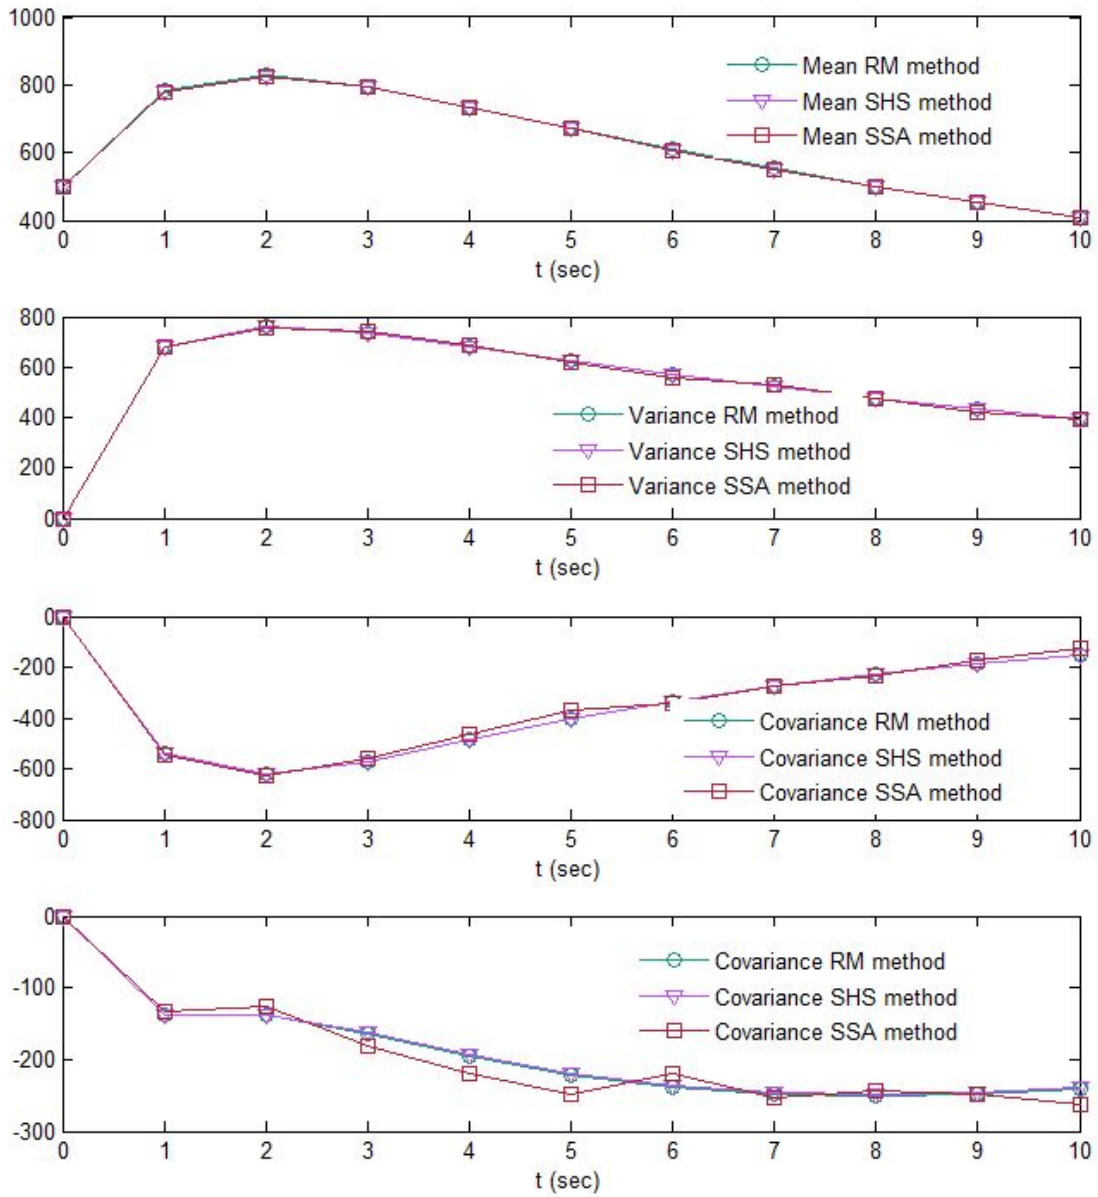 1000
800
600
400
Mean RM method
Mean SHS method
Mean SSA method
0 1 2 3 4 5 6 7 8 9 10
t (sec)
800
600
400
200
0
Variance RM method
Variance SHS method
Variance SSA method
0 1 2 3 4 5 6 7 8 9 10
t (sec)
0
-200
-400
-600
-800
Covariance RM method
Covariance SHS method
Covariance SSA method
0 1 2 3 4 5 6 7 8 9 10
t (sec)
0
-100
-200
-300
Covariance RM method
Covariance SHS method
Covariance SSA method
0 1 2 3 4 5 6 7 8 9 10
t (sec)